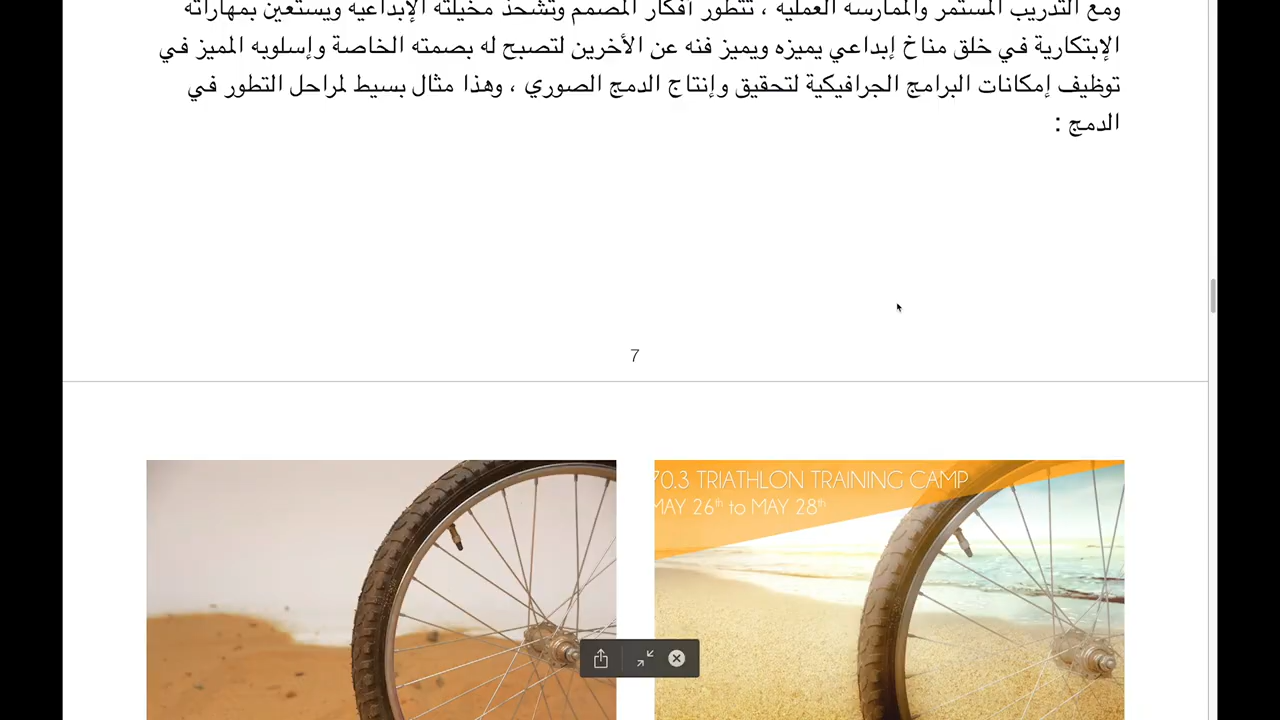 ومع التدريب المستمر والممارسة العملية ، تتطور أفكار المصمم وتشحذ مخيلته الإبداعية ويستعين بمهاراته
الإبتكارية في خلق مناخ إبداعي يميزه ويميز فنه عن الأخرين لتصبح له بصمته الخاصة وإسلوبه المميز في
توظيف إمكانات البرامج الجرافيكية لتحقيق وإنتاج الدمج الصوري ، وهذا مثال بسيط لمراحل التطور في
الدمج :
7
70.3 TRIATHLON TRAINING CAMP
MAY 26th to MAY 28th